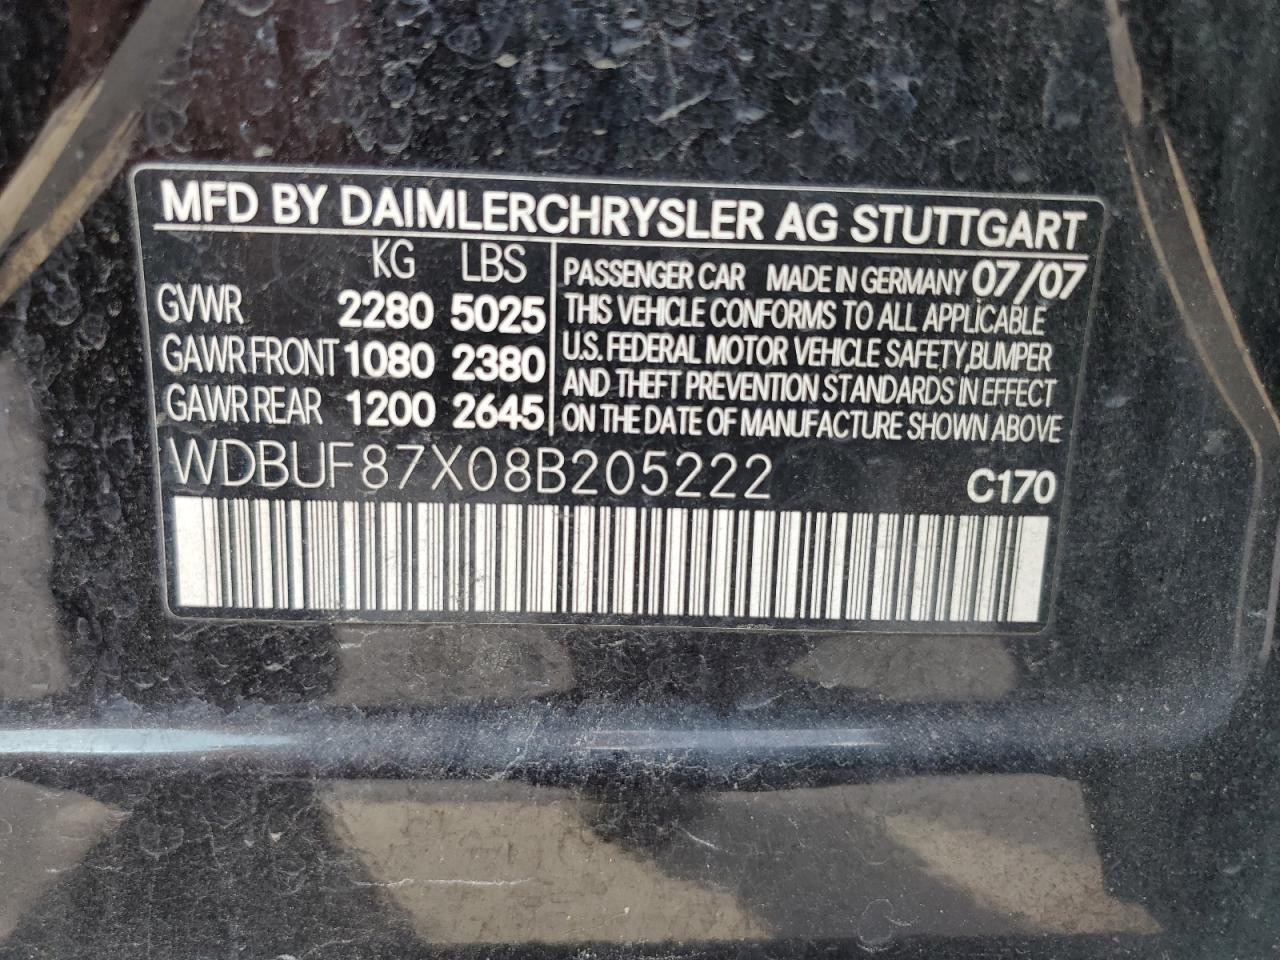 MFD BY DAIMLERCHRYSLER AG STUTTGART
KG LBS
GVWR 2280 5025
GAWR FRONT 1080 2380
GAWR REAR 1200 2645
PASSENGER CAR MADE IN GERMANY 07/07
THIS VEHICLE CONFORMS TO ALL APPLICABLE
U.S. FEDERAL MOTOR VEHICLE SAFETY,BUMPER
AND THEFT PREVENTION STANDARDS IN EFFECT
ON THE DATE OF MANUFACTURE SHOWN ABOVE
WDBUF87X08B205222 C170